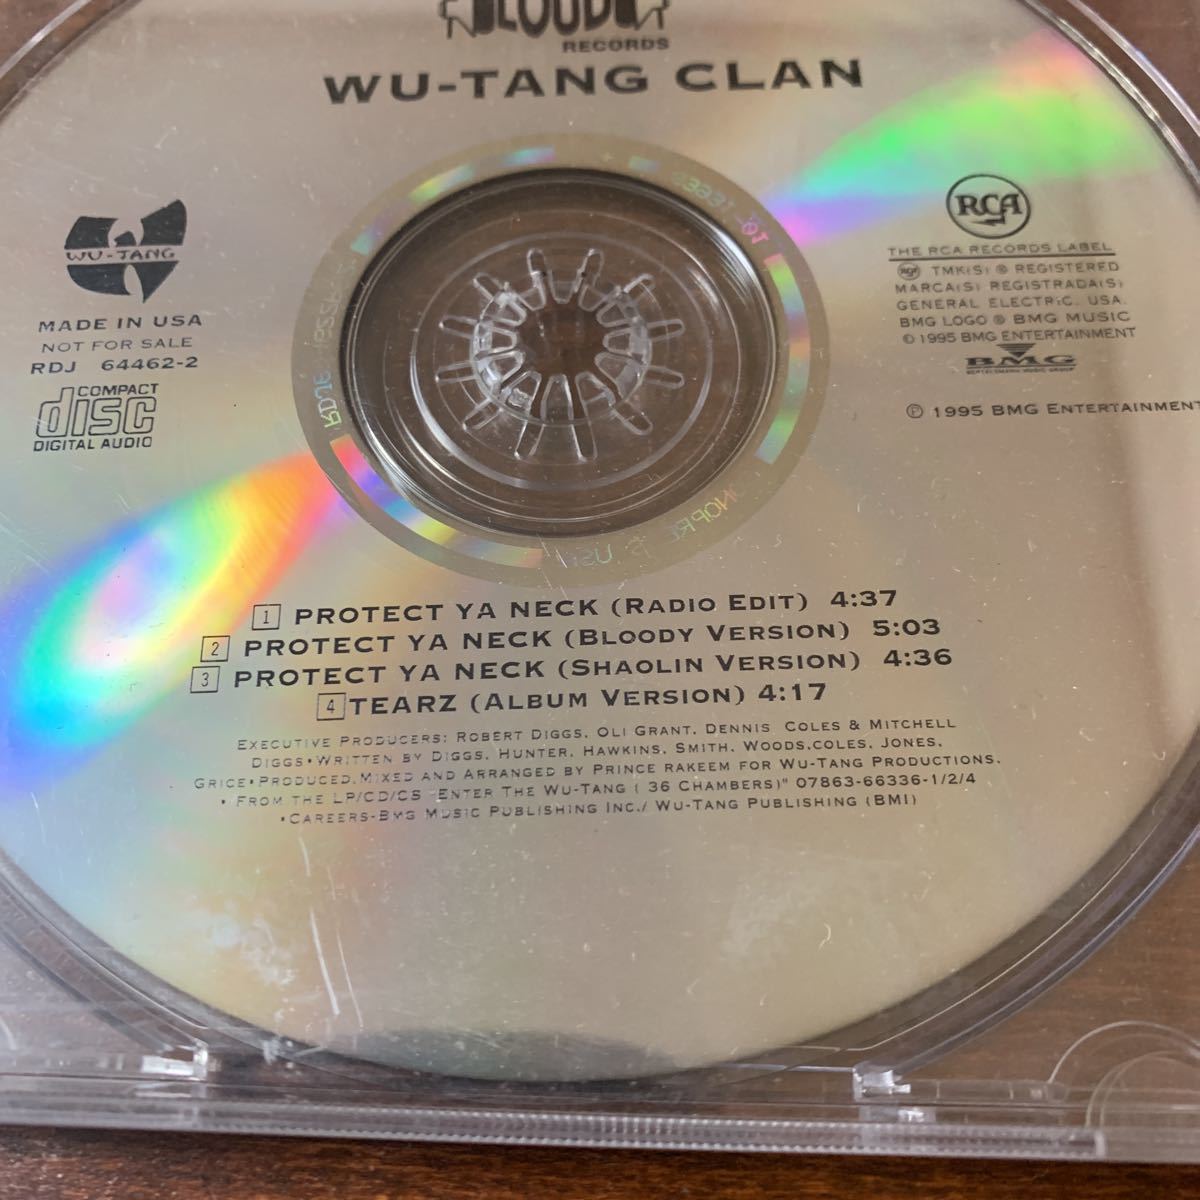 LOUD
RECORDS
WU-TANG CLAN
WU-TANG
MADE IN USA
NOT FOR SALE
RDJ 64462-2
COMPACT
disc
DIGITAL AUDIO
RCA
THE RCA RECORDS LABEL
RCA TMK(S) ® REGISTERED
MARCA(S) REGISTRADA(S)
GENERAL ELECTRIC, USA.
BMG LOGO ® BMG MUSIC
© 1995 BMG ENTERTAINMENT
BMG
BERTELSMANN MUSIC GROUP
℗ 1995 BMG ENTERTAINMENT
1 PROTECT YA NECK (RADIO EDIT) 4:37
2 PROTECT YA NECK (BLOODY VERSION) 5:03
3 PROTECT YA NECK (SHAOLIN VERSION) 4:36
4 TEARZ (ALBUM VERSION) 4:17
EXECUTIVE PRODUCERS: ROBERT DIGGS, OLI GRANT, DENNIS COLES & MITCHELL
DIGGS•WRITTEN BY DIGGS, HUNTER, HAWKINS, SMITH, WOODS,COLES, JONES,
GRICE•PRODUCED,MIXED AND ARRANGED BY PRINCE RAKEEM FOR WU-TANG PRODUCTIONS.
• FROM THE LP/CD/CS "ENTER THE WU-TANG ( 36 CHAMBERS)" 07863-66336-1/2/4
•CAREERS-BMG MUSIC PUBLISHING INC./ WU-TANG PUBLISHING (BMI)